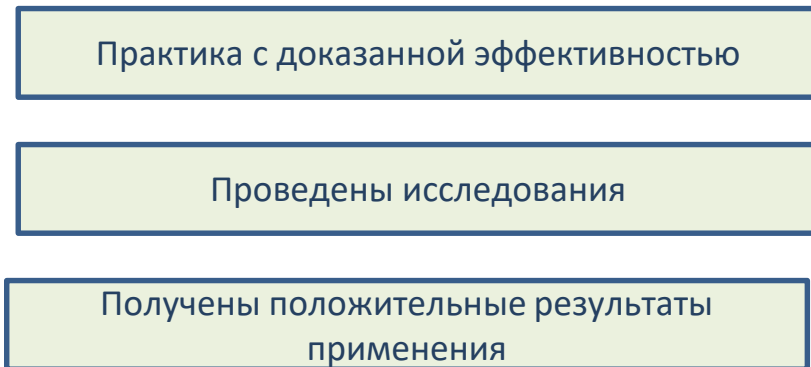 Практика с доказанной эффективностью
Проведены исследования
Получены положительные результаты
применения